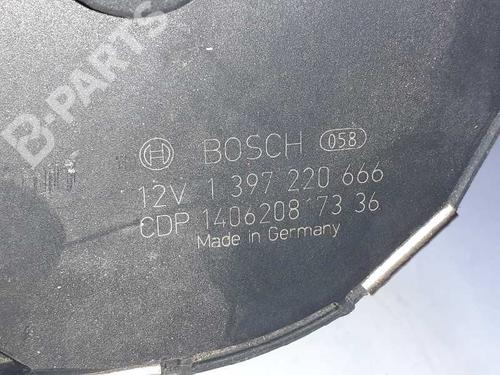 B-PARTS
BOSCH 058
12V 1 397 220 666
CDP 1406208 73 36
Made in Germany